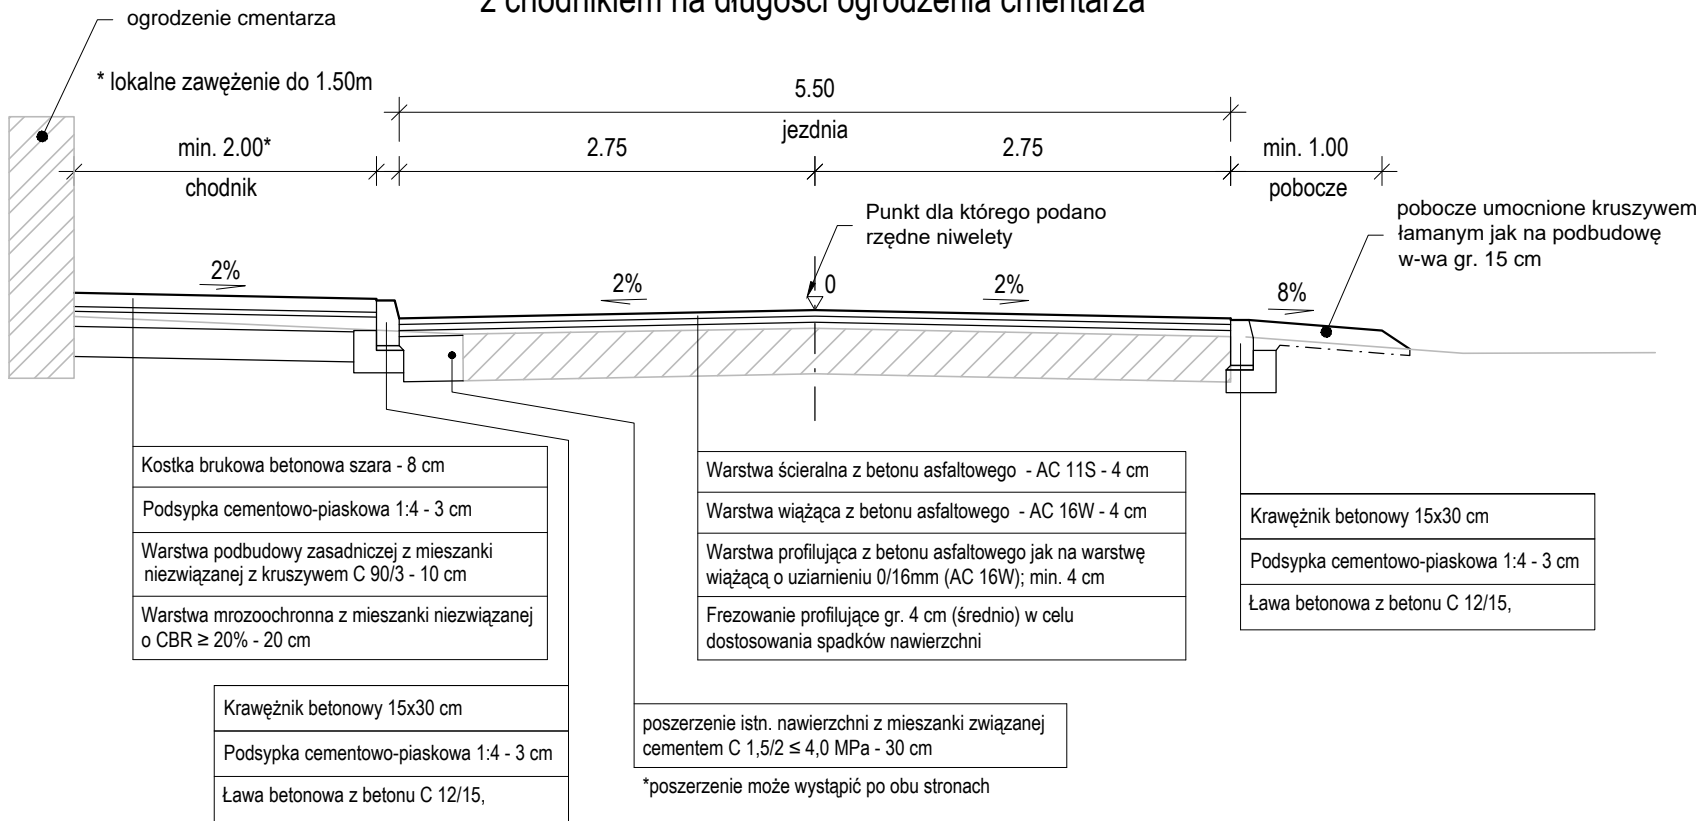 z chodnikiem na długości ogrodzenia cmentarza
ogrodzenie cmentarza
* lokalne zawężenie do 1.50m
5.50
jezdnia
min. 2.00*
chodnik
2.75
2.75
min. 1.00
pobocze
Punkt dla którego podano
rzędne niwelety
pobocze umocnione kruszywem
łamanym jak na podbudowę
w-wa gr. 15 cm
2%
2%
0
2%
8%
Kostka brukowa betonowa szara - 8 cm
Podsypka cementowo-piaskowa 1:4 - 3 cm
Warstwa podbudowy zasadniczej z mieszanki
niezwiązanej z kruszywem C 90/3 - 10 cm
Warstwa mrozoochronna z mieszanki niezwiązanej
o CBR ≥ 20% - 20 cm
Warstwa ścieralna z betonu asfaltowego - AC 11S - 4 cm
Warstwa wiążąca z betonu asfaltowego - AC 16W - 4 cm
Warstwa profilująca z betonu asfaltowego jak na warstwę
wiążącą o uziarnieniu 0/16mm (AC 16W); min. 4 cm
Frezowanie profilujące gr. 4 cm (średnio) w celu
dostosowania spadków nawierzchni
Krawężnik betonowy 15x30 cm
Podsypka cementowo-piaskowa 1:4 - 3 cm
Ława betonowa z betonu C 12/15,
Krawężnik betonowy 15x30 cm
Podsypka cementowo-piaskowa 1:4 - 3 cm
Ława betonowa z betonu C 12/15,
poszerzenie istn. nawierzchni z mieszanki związanej
cementem C 1,5/2 ≤ 4,0 MPa - 30 cm
*poszerzenie może wystąpić po obu stronach